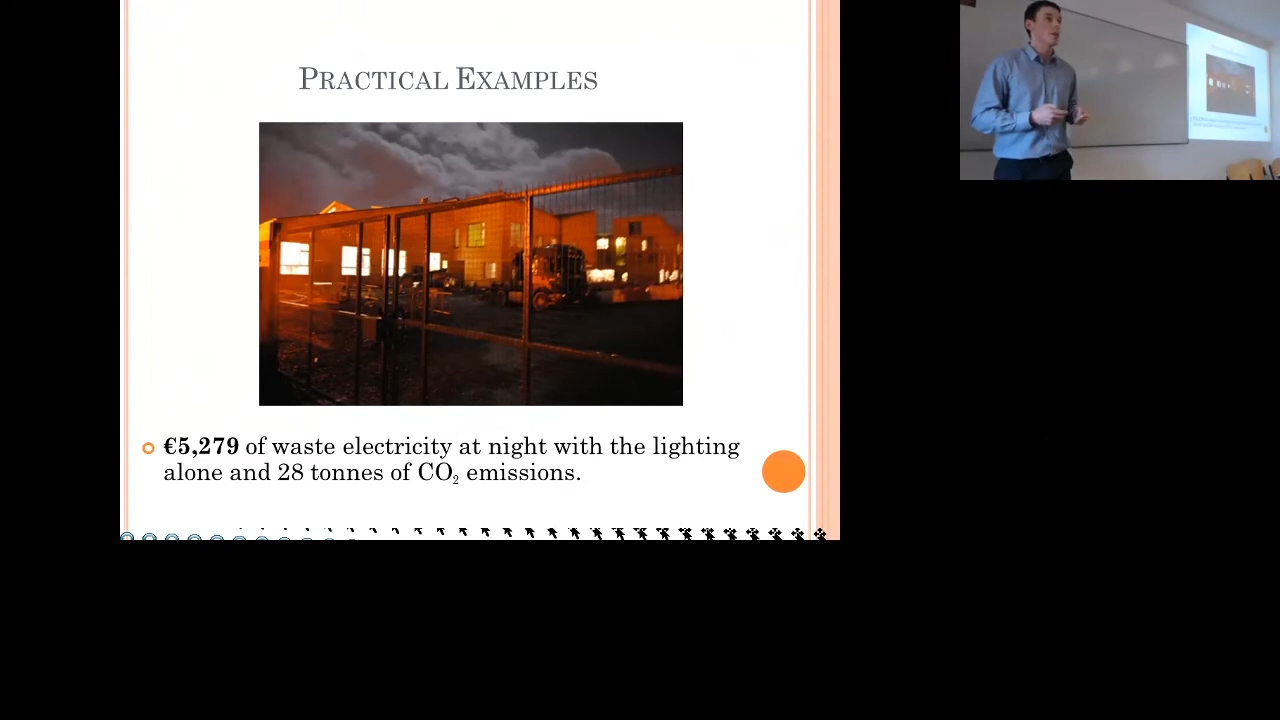 PRACTICAL EXAMPLES
€5,279 of waste electricity at night with the lighting
alone and 28 tonnes of CO₂ emissions.